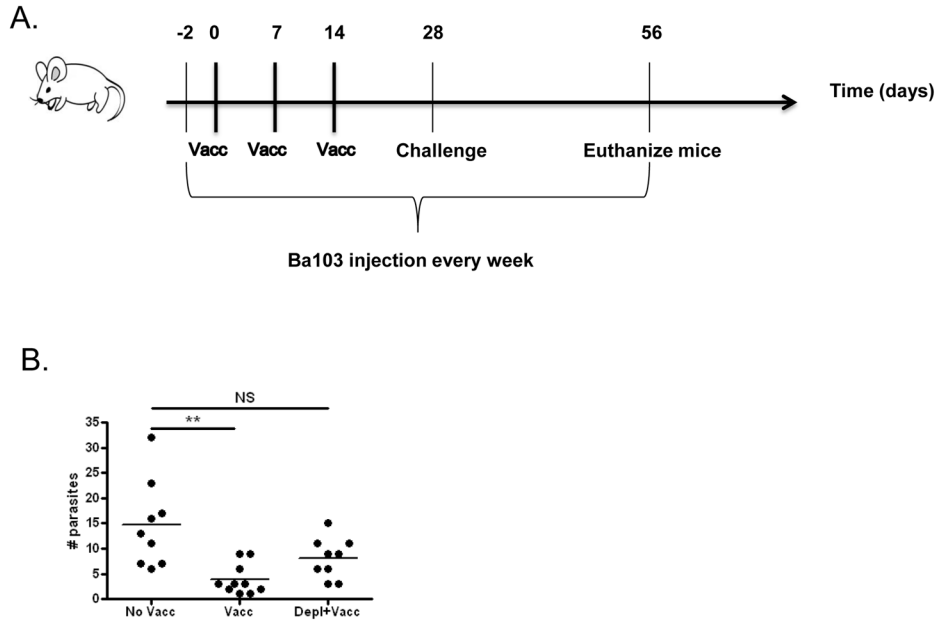 A.
-2 0 7 14 28 56
Time (days)
Vacc Vacc Vacc Challenge Euthanize mice
Ba103 injection every week
B.
NS
**
35
30
25
20
15
10
5
0
# parasites
No Vacc Vacc Depl+Vacc